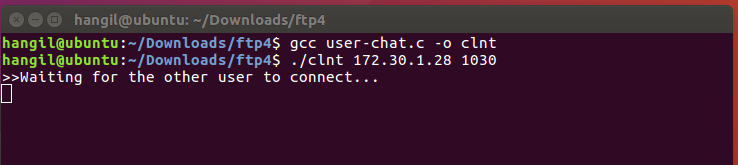 hangil@ubuntu: ~/Downloads/ftp4
hangil@ubuntu:~/Downloads/ftp4$ gcc user-chat.c -o clnt
hangil@ubuntu:~/Downloads/ftp4$ ./clnt 172.30.1.28 1030
>>Waiting for the other user to connect...